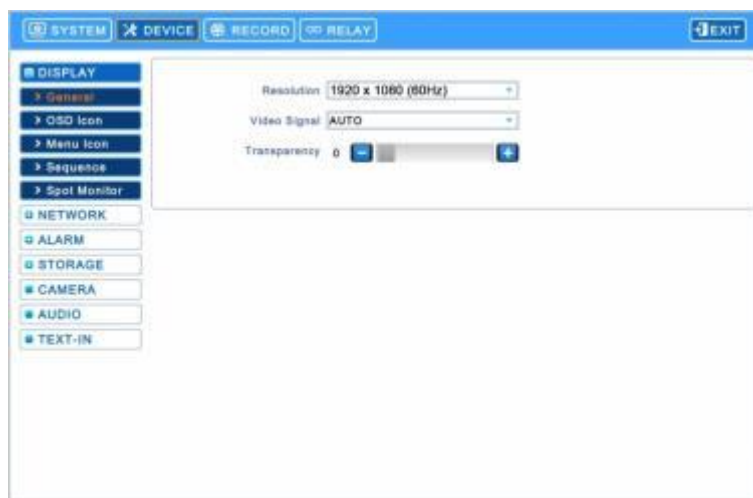 SYSTEM DEVICE RECORD RELAY EXIT
DISPLAY
General
OSD Icon
Menu Icon
Sequence
Spot Monitor
NETWORK
ALARM
STORAGE
CAMERA
AUDIO
TEXT-IN
Resolution 1920 x 1080 (60Hz)
Video Signal AUTO
Transparency 0